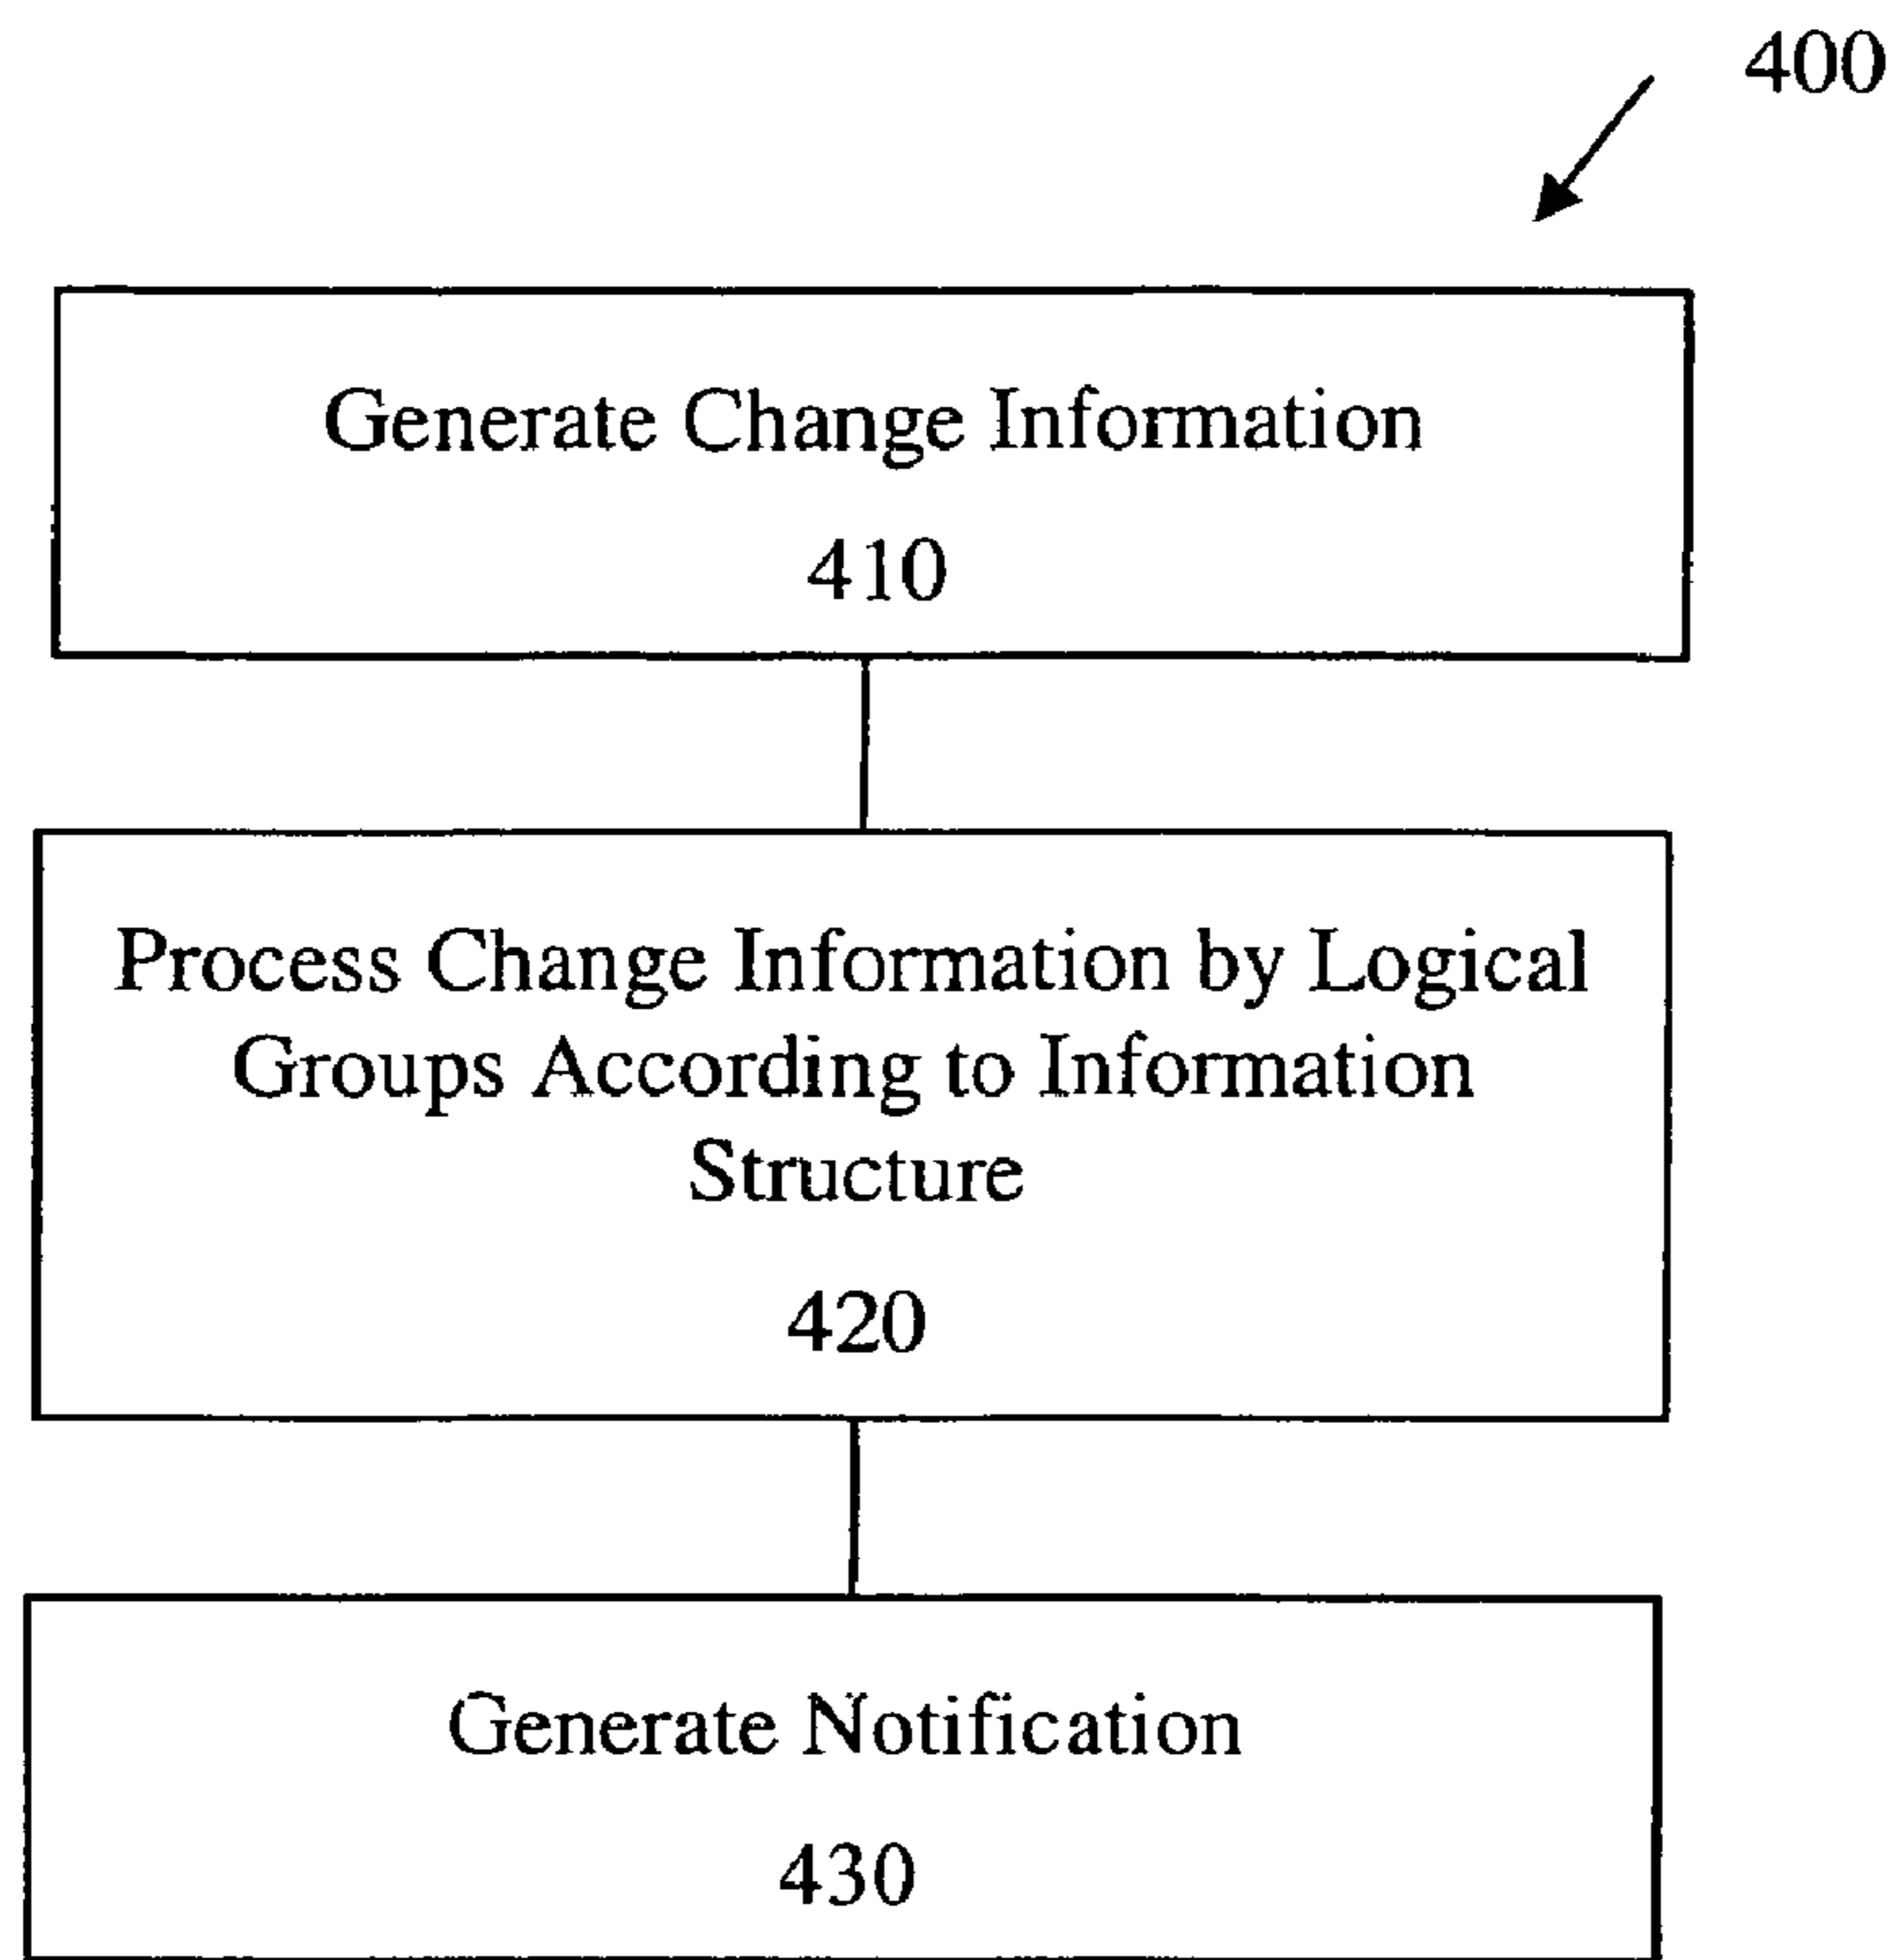 400
Generate Change Information
410
Process Change Information by Logical
Groups According to Information
Structure
420
Generate Notification
430